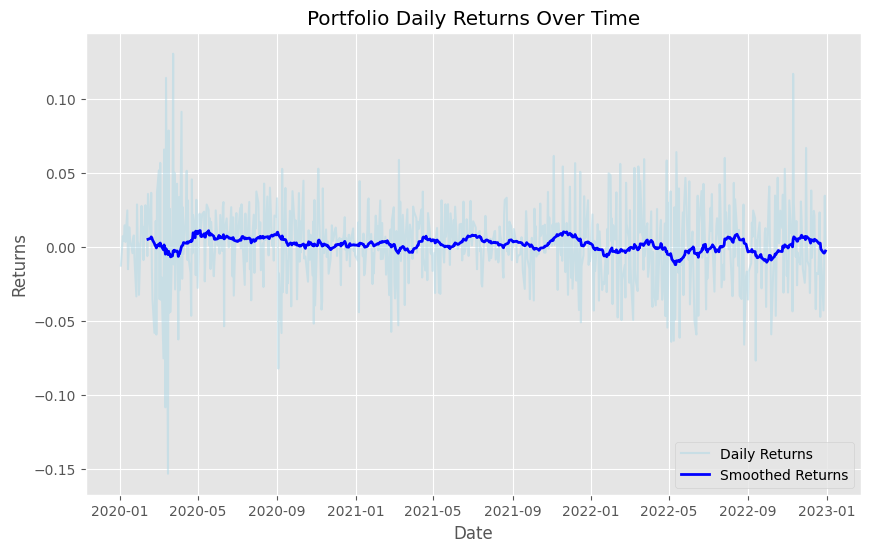 Portfolio Daily Returns Over Time
Returns
0.10
0.05
0.00
−0.05
−0.10
−0.15
Daily Returns
Smoothed Returns
2020-01 2020-05 2020-09 2021-01 2021-05 2021-09 2022-01 2022-05 2022-09 2023-01
Date